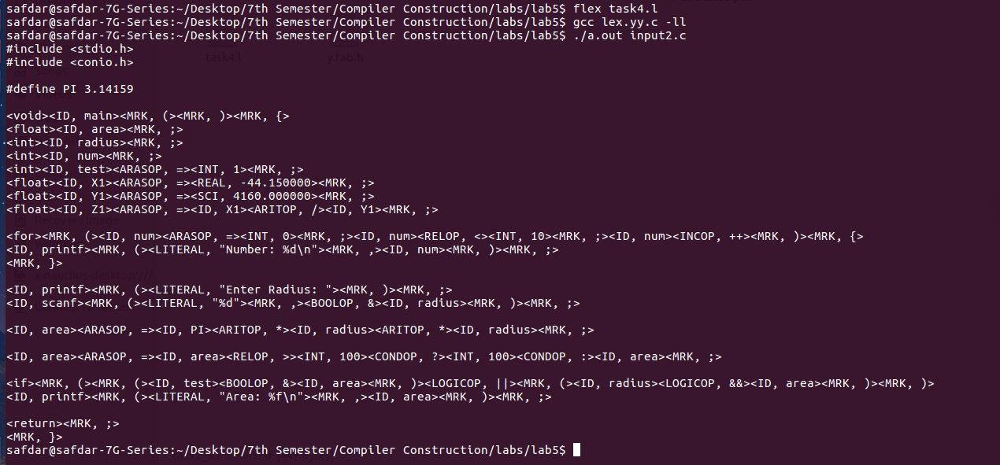 safdar@safdar-7G-Series:~/Desktop/7th Semester/Compiler Construction/labs/lab5$ flex task4.l
safdar@safdar-7G-Series:~/Desktop/7th Semester/Compiler Construction/labs/lab5$ gcc lex.yy.c -ll
safdar@safdar-7G-Series:~/Desktop/7th Semester/Compiler Construction/labs/lab5$ ./a.out input2.c
#include <stdio.h>
#include <conio.h>
task4.l y.tab.h
#define PI 3.14159
<void><ID, main><MRK, (><MRK, )><MRK, {>
<float><ID, area><MRK, ;>
<int><ID, radius><MRK, ;>
<int><ID, num><MRK, ;>
<int><ID, test><ARASOP, =><INT, 1><MRK, ;>
<float><ID, X1><ARASOP, =><REAL, -44.150000><MRK, ;>
<float><ID, Y1><ARASOP, =><SCI, 4160.000000><MRK, ;>
<float><ID, Z1><ARASOP, =><ID, X1><ARITOP, /><ID, Y1><MRK, ;>
Recovery Image
<for><MRK, (><ID, num><ARASOP, =><INT, 0><MRK, ;><ID, num><RELOP, <><INT, 10><MRK, ;><ID, num><INCOP, ++><MRK, )><MRK, {>
<ID, printf><MRK, (><LITERAL, "Number: %d\n"><MRK, ,><ID, num><MRK, )><MRK, ;>
<MRK, }>
x-nautilus-desktop:///
<ID, printf><MRK, (><LITERAL, "Enter Radius: "><MRK, )><MRK, ;>
<ID, scanf><MRK, (><LITERAL, "%d"><MRK, ,><BOOLOP, &><ID, radius><MRK, )><MRK, ;>
<ID, area><ARASOP, =><ID, PI><ARITOP, *><ID, radius><ARITOP, *><ID, radius><MRK, ;>
<ID, area><ARASOP, =><ID, area><RELOP, >><INT, 100><CONDOP, ?><INT, 100><CONDOP, :><ID, area><MRK, ;>
<if><MRK, (><MRK, (><ID, test><BOOLOP, &><ID, area><MRK, )><LOGICOP, ||><MRK, (><ID, radius><LOGICOP, &&><ID, area><MRK, )><MRK, )>
<ID, printf><MRK, (><LITERAL, "Area: %f\n"><MRK, ,><ID, area><MRK, )><MRK, ;>
<return><MRK, ;>
<MRK, }>
safdar@safdar-7G-Series:~/Desktop/7th Semester/Compiler Construction/labs/lab5$